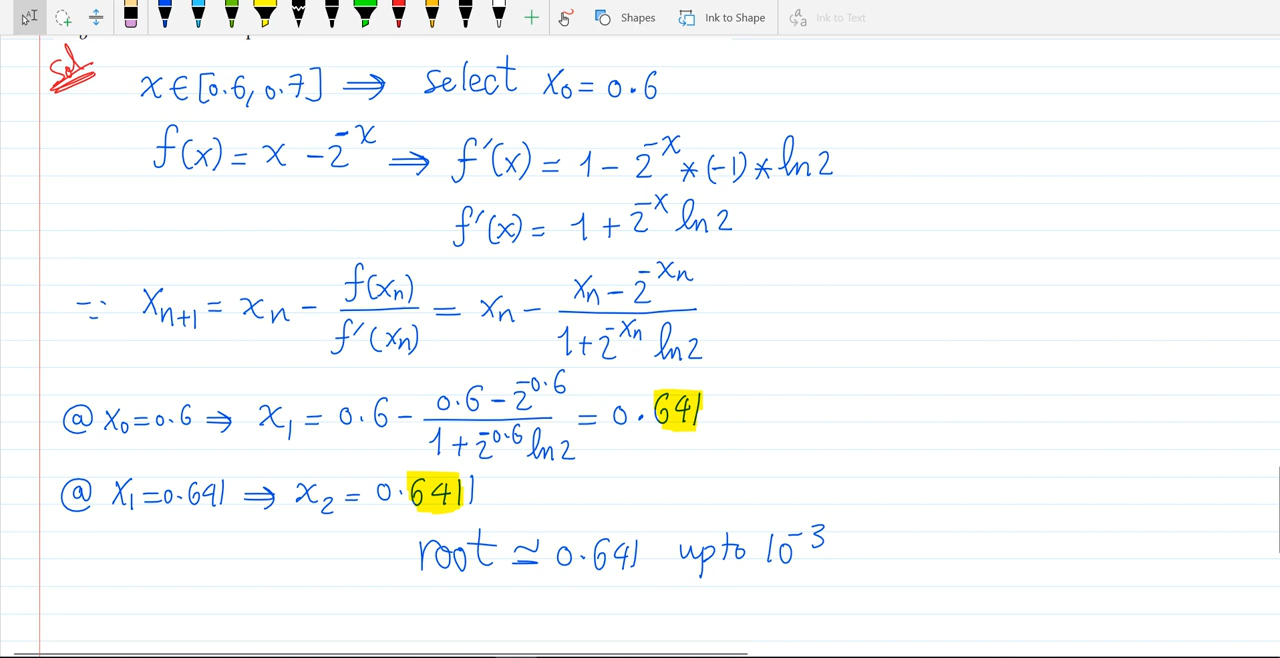 Shapes Ink to Shape Ink to Text
Sol
x ∈ [0.6, 0.7] ⇒ select x₀ = 0.6
f(x) = x - 2^{-x} ⇒ f'(x) = 1 - 2^{-x} * (-1) * ln 2
f'(x) = 1 + 2^{-x} ln 2
∵ x_{n+1} = x_n - f(x_n) / f'(x_n) = x_n - (x_n - 2^{-x_n}) / (1 + 2^{-x_n} ln 2)
@ x₀ = 0.6 ⇒ x₁ = 0.6 - (0.6 - 2^{-0.6}) / (1 + 2^{-0.6} ln 2) = 0.641
@ x₁ = 0.641 ⇒ x₂ = 0.6411
root ≃ 0.641 upto 10^{-3}